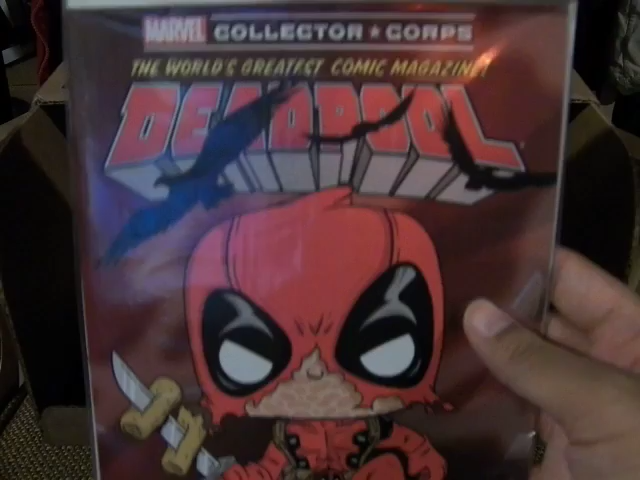 MARVEL COLLECTOR ★ CORPS
THE WORLD'S GREATEST COMIC MAGAZINE!
DEADPOOL